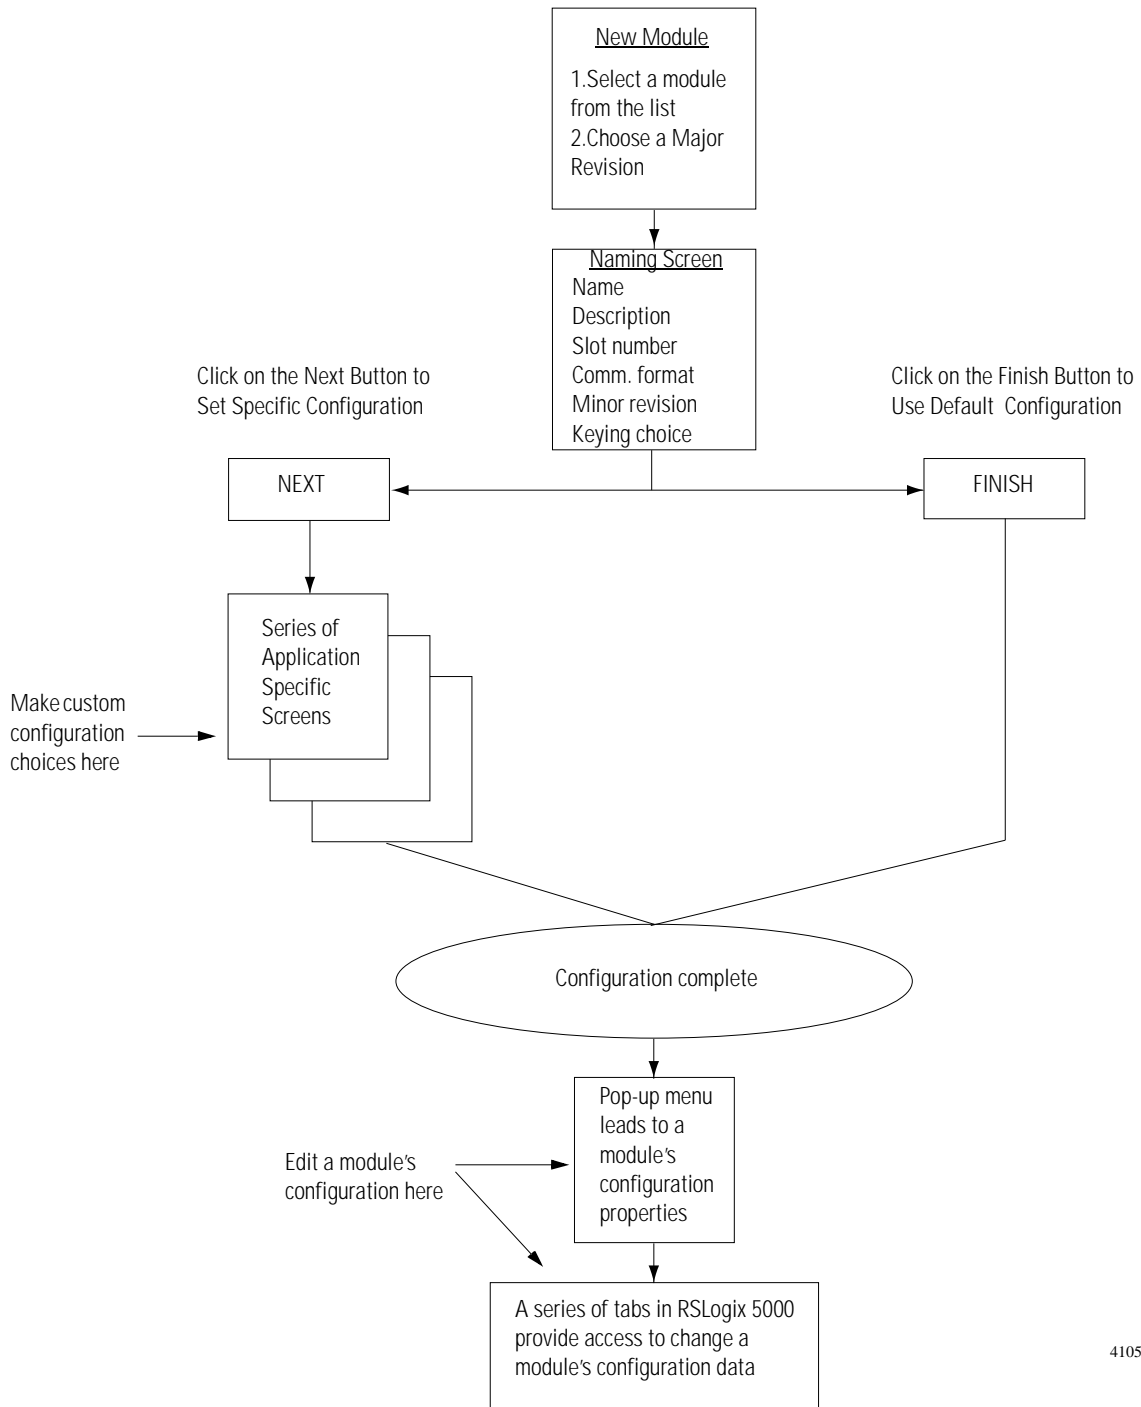 New Module
1.Select a module
from the list
2.Choose a Major
Revision
Naming Screen
Name
Description
Slot number
Comm. format
Minor revision
Keying choice
Click on the Next Button to
Set Specific Configuration
Click on the Finish Button to
Use Default Configuration
NEXT
FINISH
Series of
Application
Specific
Screens
Make custom
configuration
choices here
Configuration complete
Pop-up menu
leads to a
module's
configuration
properties
Edit a module's
configuration here
A series of tabs in RSLogix 5000
provide access to change a
module's configuration data
4105